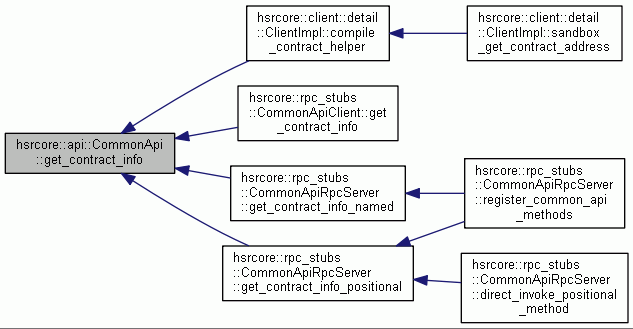 hsrcore::api::CommonApi
::get_contract_info
hsrcore::client::detail
::ClientImpl::compile
_contract_helper
hsrcore::client::detail
::ClientImpl::sandbox
_get_contract_address
hsrcore::rpc_stubs
::CommonApiClient::get
_contract_info
hsrcore::rpc_stubs
::CommonApiRpcServer
::get_contract_info_named
hsrcore::rpc_stubs
::CommonApiRpcServer
::register_common_api
_methods
hsrcore::rpc_stubs
::CommonApiRpcServer
::get_contract_info_positional
hsrcore::rpc_stubs
::CommonApiRpcServer
::direct_invoke_positional
_method